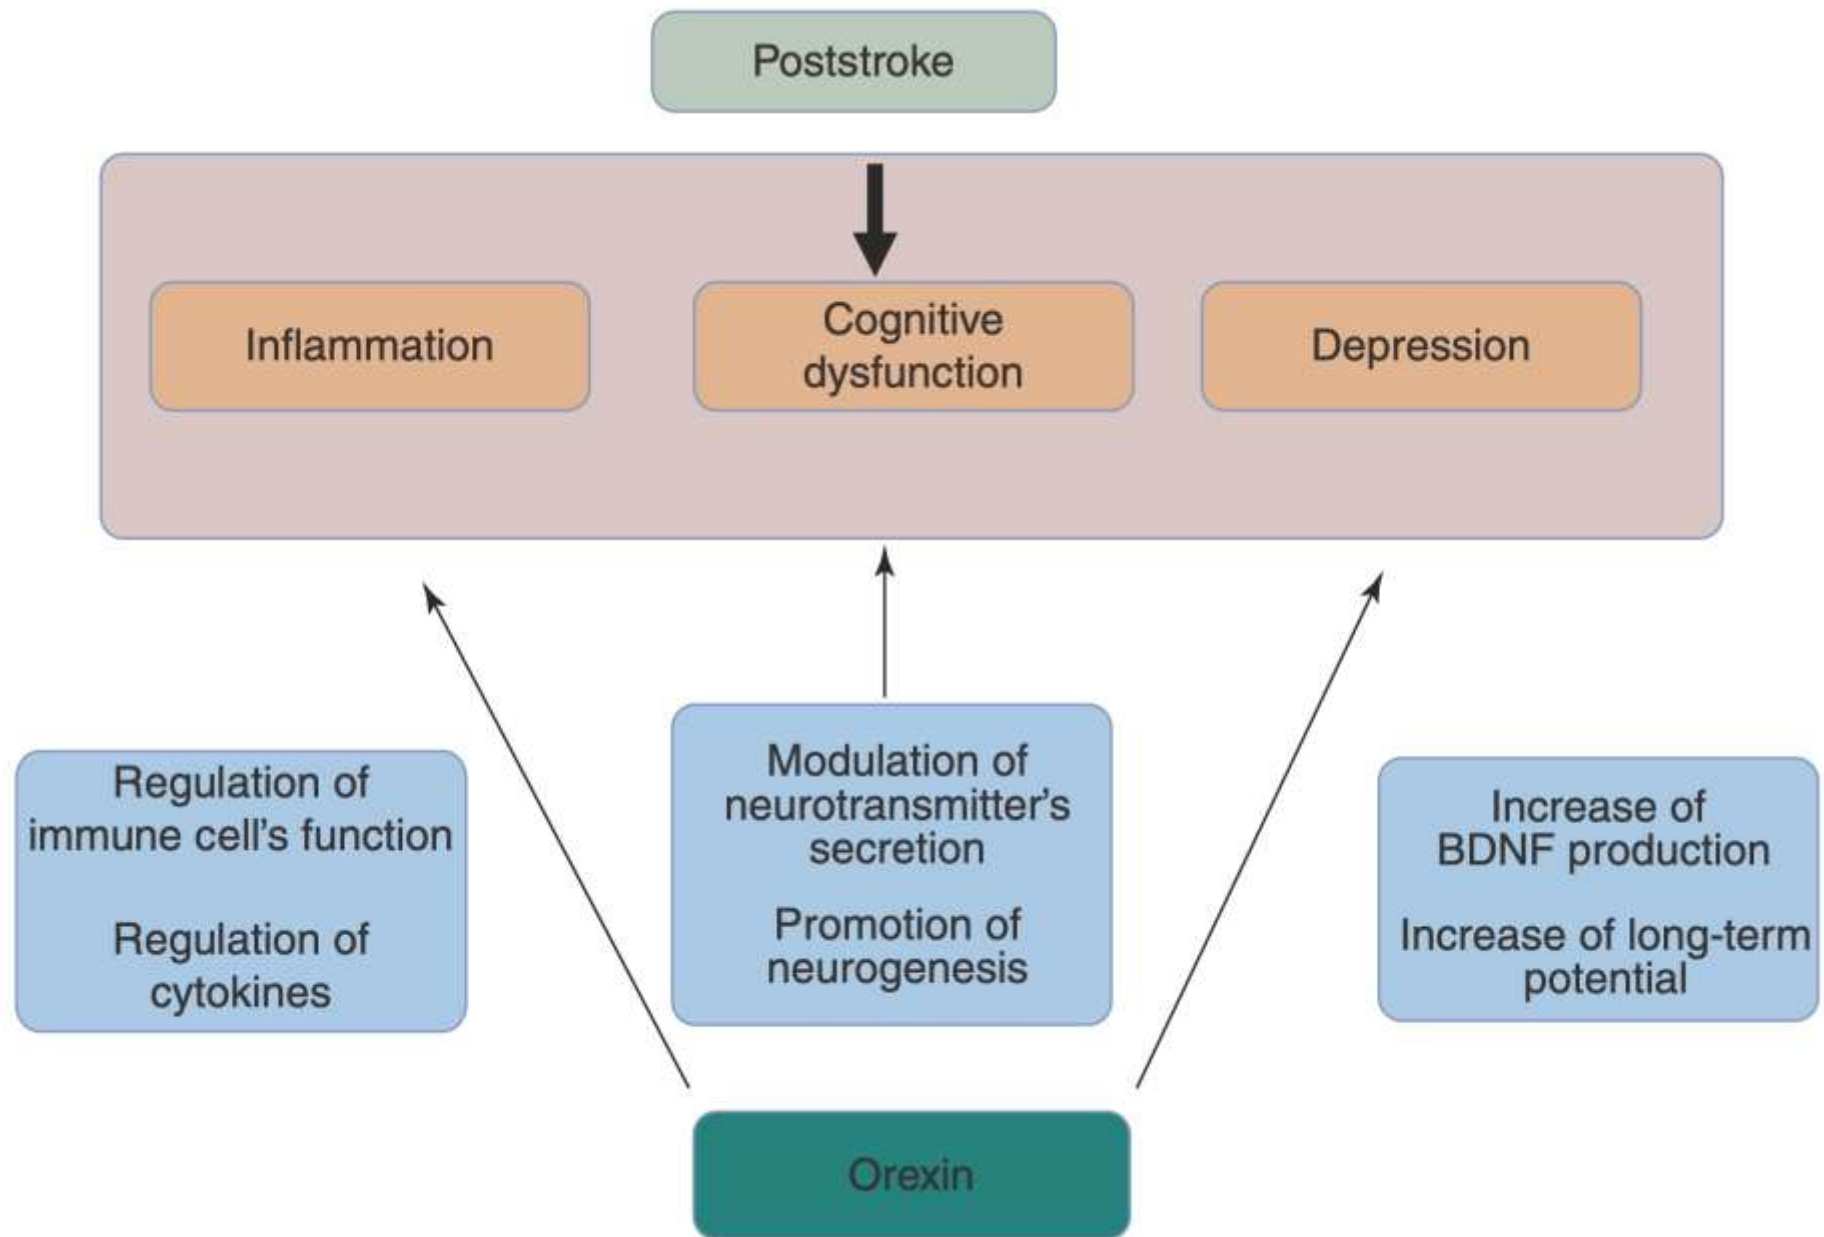 Poststroke
Inflammation
Cognitive
dysfunction
Depression
Regulation of
immune cell's function
Regulation of
cytokines
Modulation of
neurotransmitter's
secretion
Promotion of
neurogenesis
Increase of
BDNF production
Increase of long-term
potential
Orexin